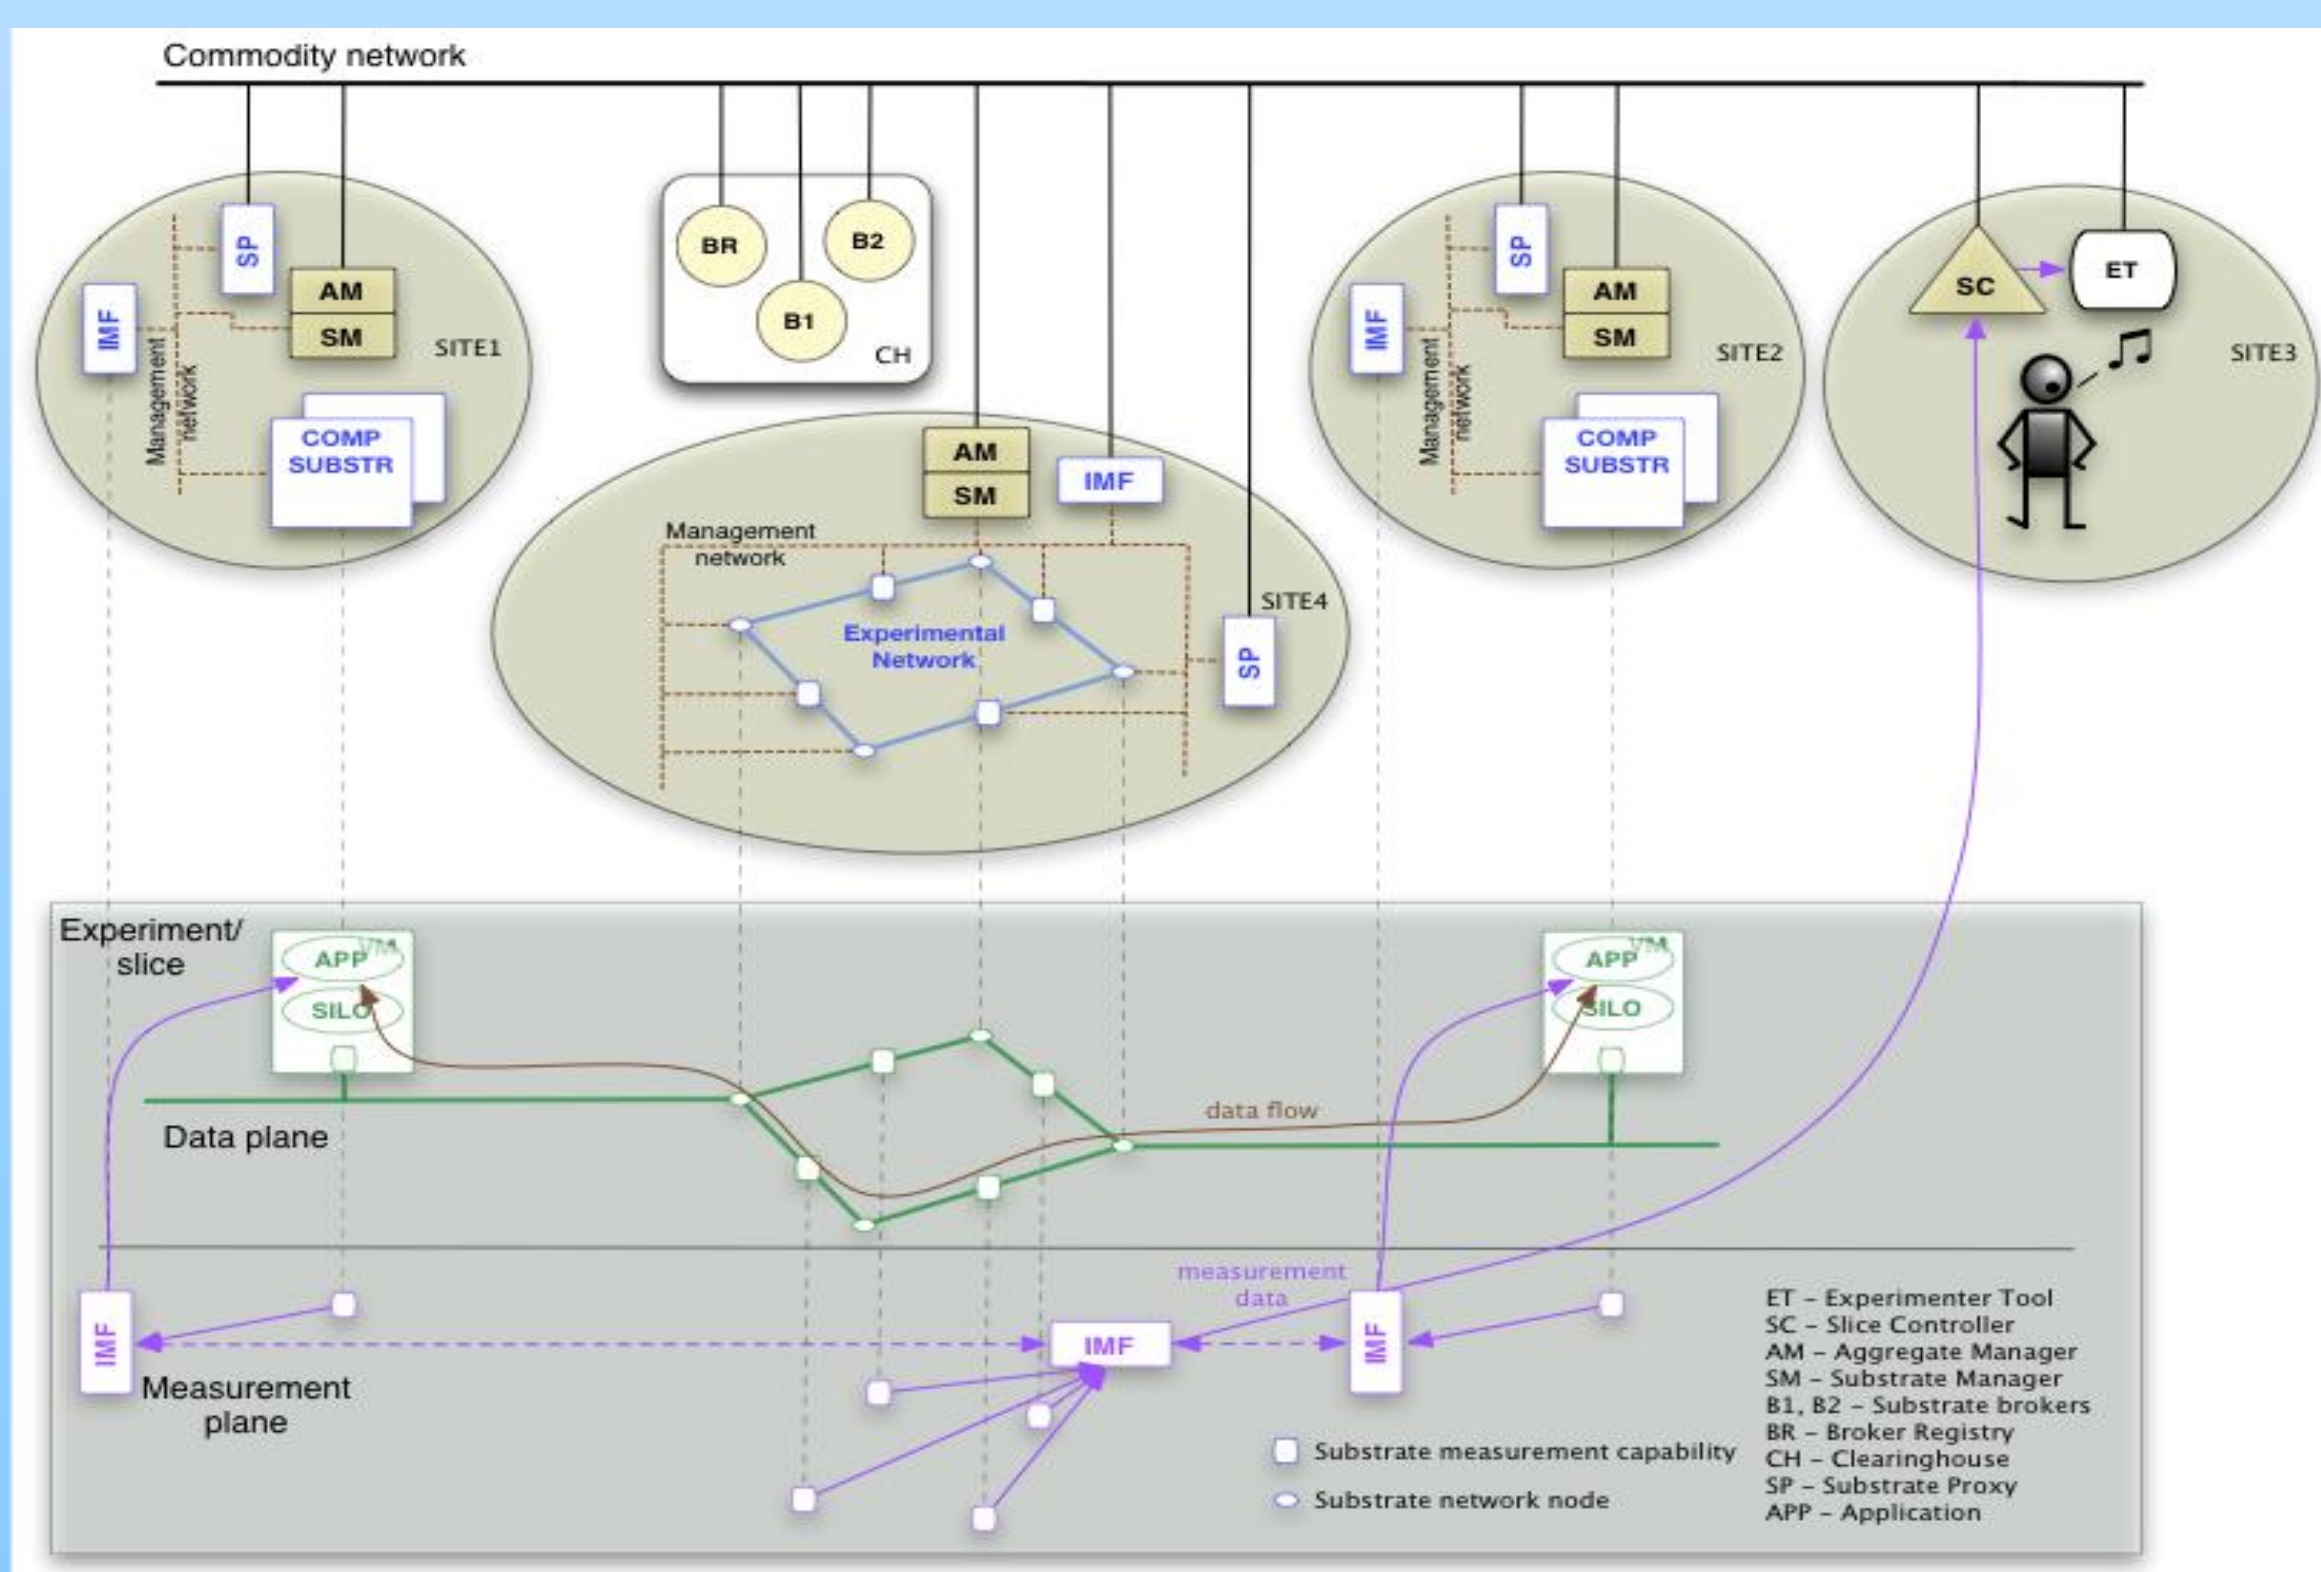 Commodity network
SP
AM
SM
IMF
SITE1
Management
network
COMP
SUBSTR
BR
B2
B1
CH
AM
SM
IMF
Management
network
Experimental
Network
SITE4
SP
SP
AM
SM
IMF
SITE2
Management
network
COMP
SUBSTR
SC
ET
SITE3
Experiment/
slice
APP
VM
SILO
APP
VM
SILO
data flow
Data plane
measurement
data
IMF
IMF
IMF
Measurement
plane
Substrate measurement capability
Substrate network node
ET – Experimenter Tool
SC – Slice Controller
AM – Aggregate Manager
SM – Substrate Manager
B1, B2 – Substrate brokers
BR – Broker Registry
CH – Clearinghouse
SP – Substrate Proxy
APP – Application